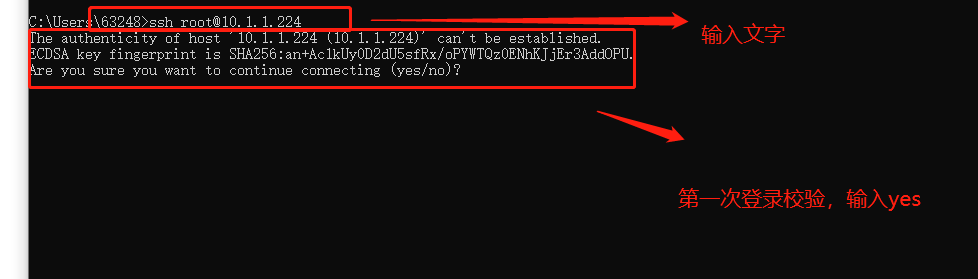 C:\Users\63248>ssh root@10.1.1.224
The authenticity of host '10.1.1.224 (10.1.1.224)' can't be established.
ECDSA key fingerprint is SHA256:an+Ac1kUy0D2dU5sfRx/oPYWTQz0ENhKJjEr3AddOPU.
Are you sure you want to continue connecting (yes/no)?
输入文字
第一次登录校验，输入yes